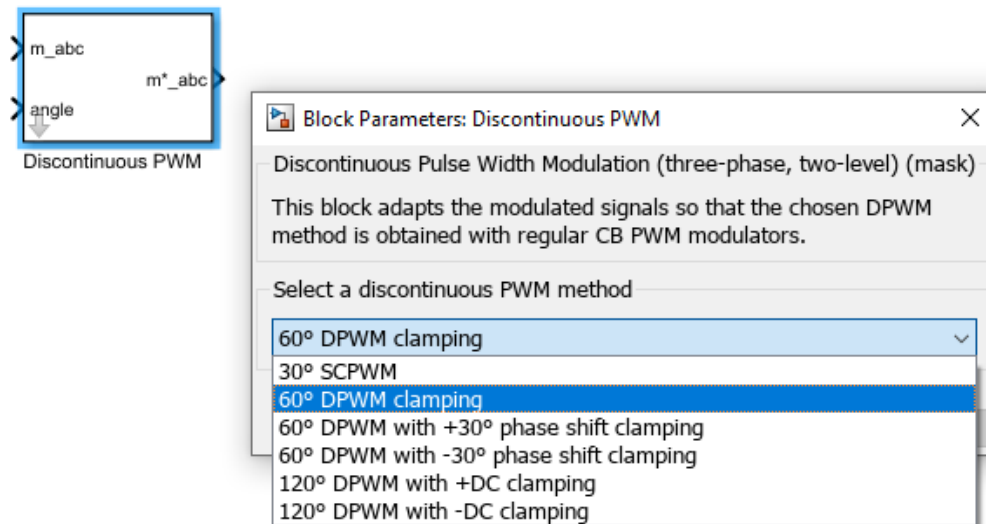 m_abc
m*_abc
angle
Discontinuous PWM
Block Parameters: Discontinuous PWM
Discontinuous Pulse Width Modulation (three-phase, two-level) (mask)
This block adapts the modulated signals so that the chosen DPWM
method is obtained with regular CB PWM modulators.
Select a discontinuous PWM method
60º DPWM clamping
30º SCPWM
60º DPWM clamping
60º DPWM with +30º phase shift clamping
60º DPWM with -30º phase shift clamping
120º DPWM with +DC clamping
120º DPWM with -DC clamping